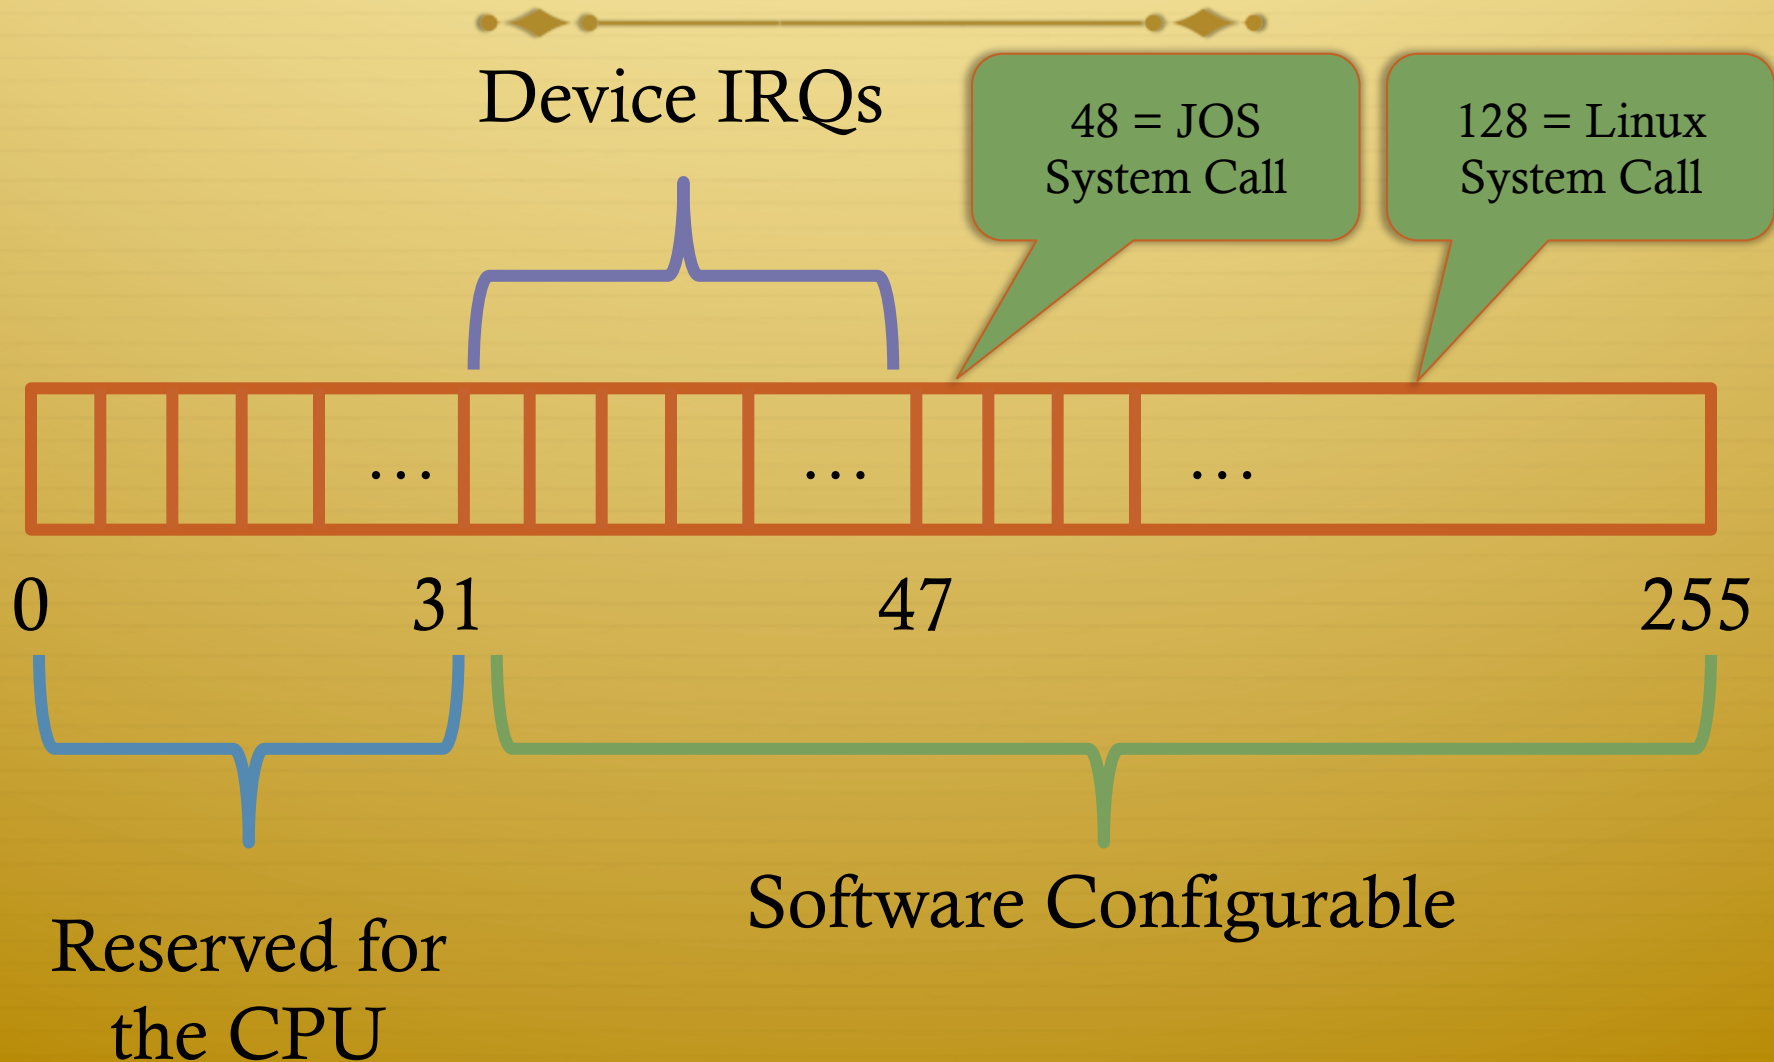 Device IRQs
48 = JOS
System Call
128 = Linux
System Call
...
...
...
0
31
47
255
Software Configurable
Reserved for
the CPU